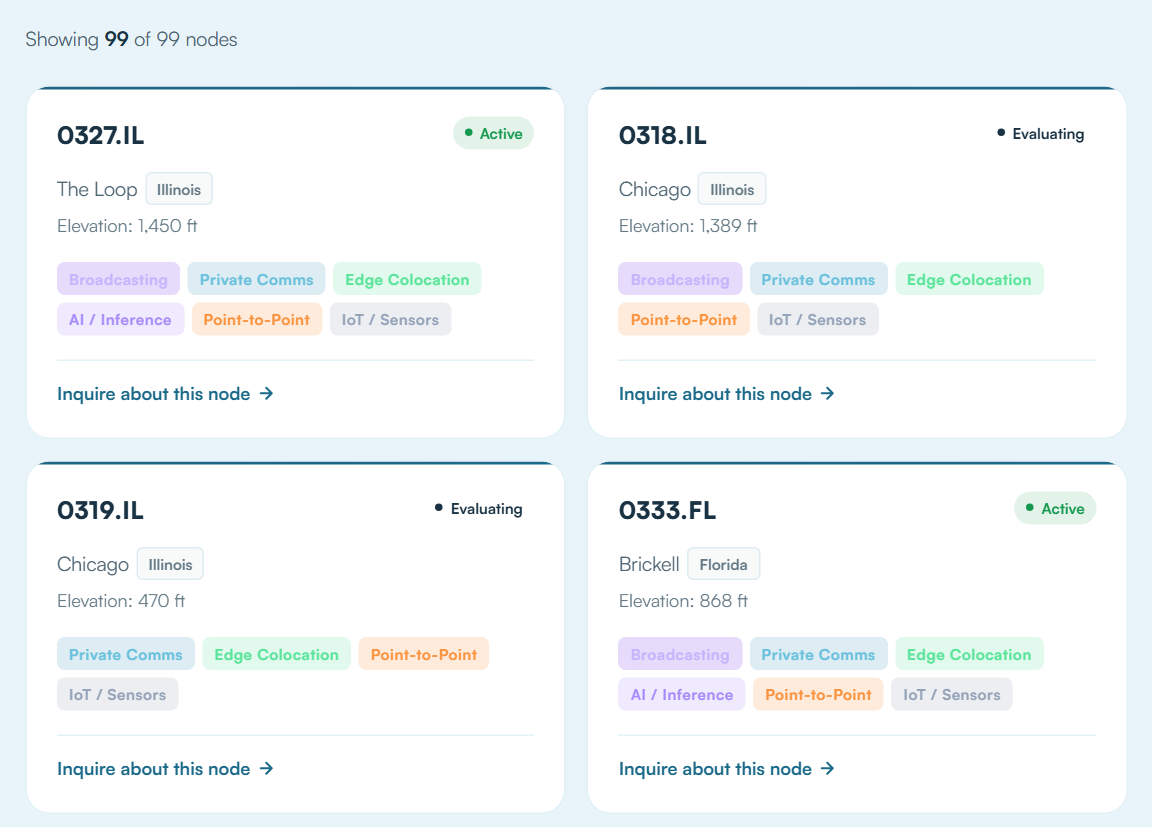 Showing 99 of 99 nodes
0327.IL
Active
The Loop Illinois
Elevation: 1,450 ft
Broadcasting Private Comms Edge Colocation
AI / Inference Point-to-Point IoT / Sensors
Inquire about this node →
0318.IL
Evaluating
Chicago Illinois
Elevation: 1,389 ft
Broadcasting Private Comms Edge Colocation
Point-to-Point IoT / Sensors
Inquire about this node →
0319.IL
Evaluating
Chicago Illinois
Elevation: 470 ft
Private Comms Edge Colocation Point-to-Point
IoT / Sensors
Inquire about this node →
0333.FL
Active
Brickell Florida
Elevation: 868 ft
Broadcasting Private Comms Edge Colocation
AI / Inference Point-to-Point IoT / Sensors
Inquire about this node →